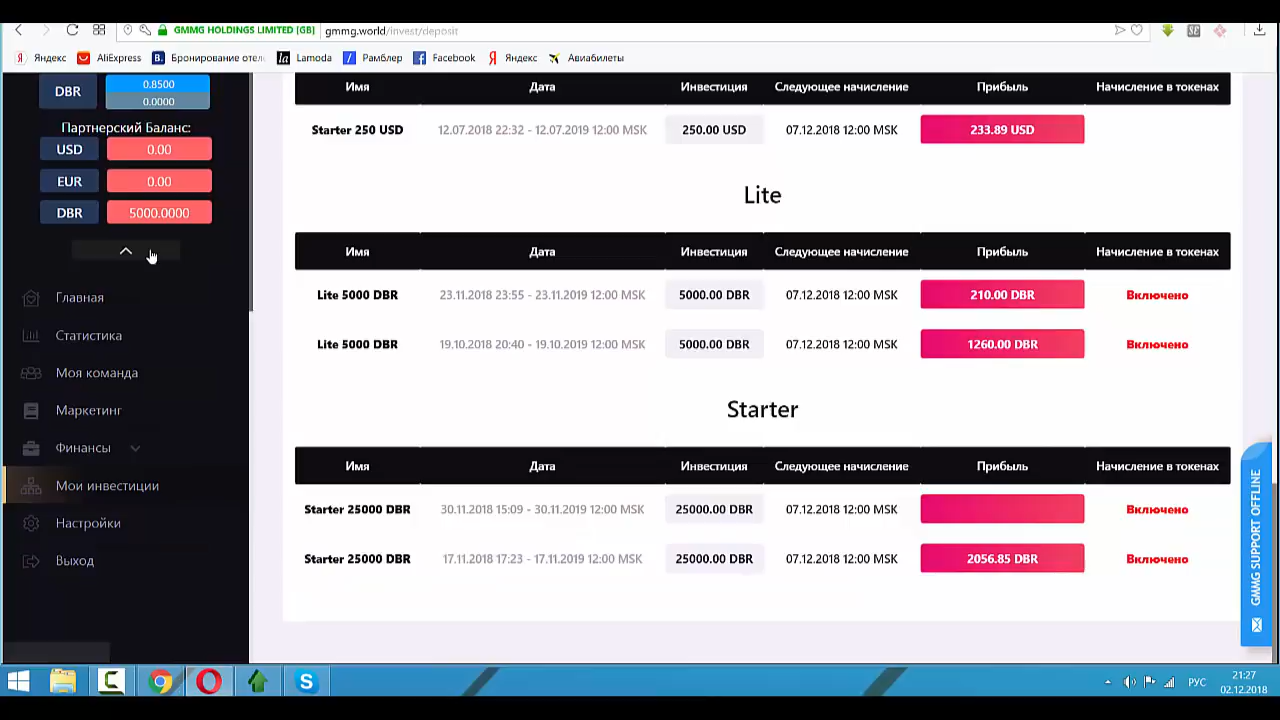 GMMG HOLDINGS LIMITED [GB] gmmg.world/invest/deposit
Яндекс AliExpress Бронирование отел Lamoda Рамблер Facebook Яндекс Авиабилеты
DBR 0.8500
0.0000
Партнерский Баланс:
USD 0.00
EUR 0.00
DBR 5000.0000
Главная
Статистика
Моя команда
Маркетинг
Финансы
Мои инвестиции
Настройки
Выход
Имя Дата Инвестиция Следующее начисление Прибыль Начисление в токенах
Starter 250 USD 12.07.2018 22:32 - 12.07.2019 12:00 MSK 250.00 USD 07.12.2018 12:00 MSK 233.89 USD
Lite
Имя Дата Инвестиция Следующее начисление Прибыль Начисление в токенах
Lite 5000 DBR 23.11.2018 23:55 - 23.11.2019 12:00 MSK 5000.00 DBR 07.12.2018 12:00 MSK 210.00 DBR Включено
Lite 5000 DBR 19.10.2018 20:40 - 19.10.2019 12:00 MSK 5000.00 DBR 07.12.2018 12:00 MSK 1260.00 DBR Включено
Starter
Имя Дата Инвестиция Следующее начисление Прибыль Начисление в токенах
Starter 25000 DBR 30.11.2018 15:09 - 30.11.2019 12:00 MSK 25000.00 DBR 07.12.2018 12:00 MSK Включено
Starter 25000 DBR 17.11.2018 17:23 - 17.11.2019 12:00 MSK 25000.00 DBR 07.12.2018 12:00 MSK 2056.85 DBR Включено
GMMG SUPPORT OFFLINE
РУС
21:27
02.12.2018